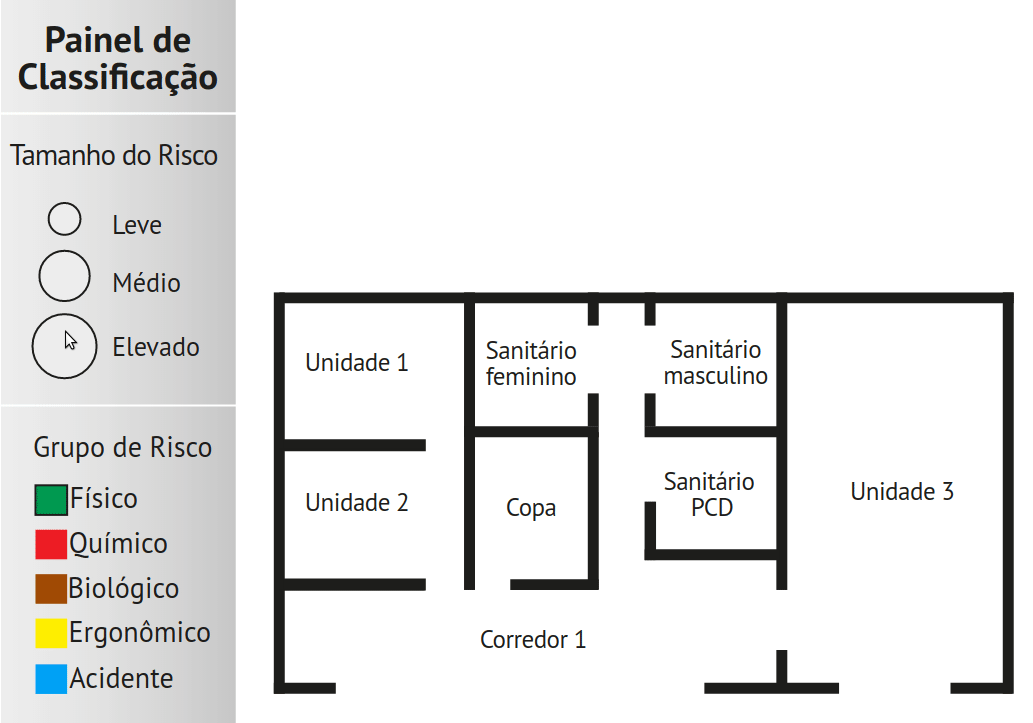 Painel de
Classificação
Tamanho do Risco
Leve
Médio
Elevado
Grupo de Risco
Físico
Químico
Biológico
Ergonômico
Acidente
Unidade 1
Sanitário
feminino
Sanitário
masculino
Unidade 2
Copa
Sanitário
PCD
Unidade 3
Corredor 1